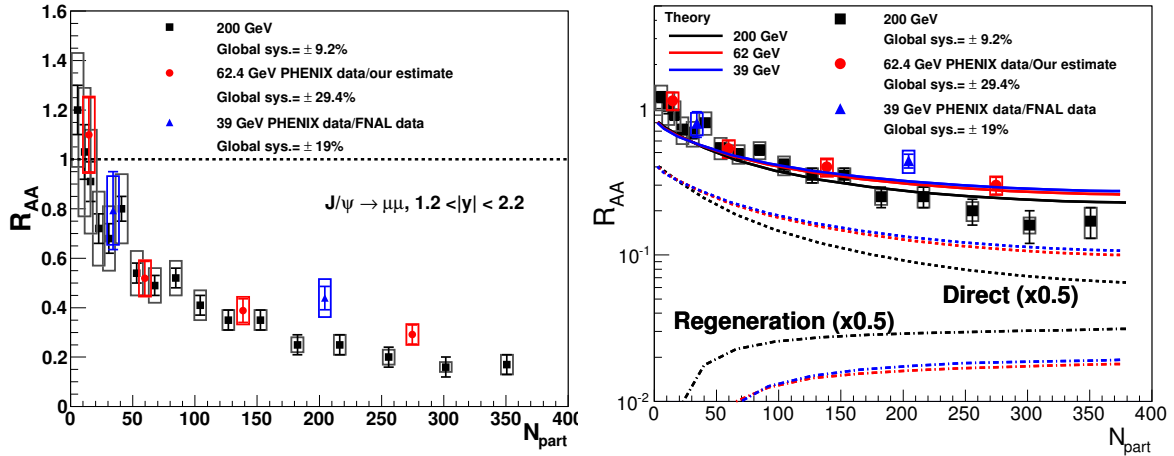 200 GeV
Global sys.= ± 9.2%
62.4 GeV PHENIX data/our estimate
Global sys.= ± 29.4%
39 GeV PHENIX data/FNAL data
Global sys.= ± 19%
J/ψ → μμ, 1.2 <|y| < 2.2
R_AA
1.6
1.4
1.2
1
0.8
0.6
0.4
0.2
0
0 50 100 150 200 250 300 350 400
N_part
Theory
200 GeV
62 GeV
39 GeV
200 GeV
Global sys.= ± 9.2%
62.4 GeV PHENIX data/Our estimate
Global sys.= ± 29.4%
39 GeV PHENIX data/FNAL data
Global sys.= ± 19%
Direct (x0.5)
Regeneration (x0.5)
R_AA
1
10⁻¹
10⁻²
0 50 100 150 200 250 300 350 400
N_part